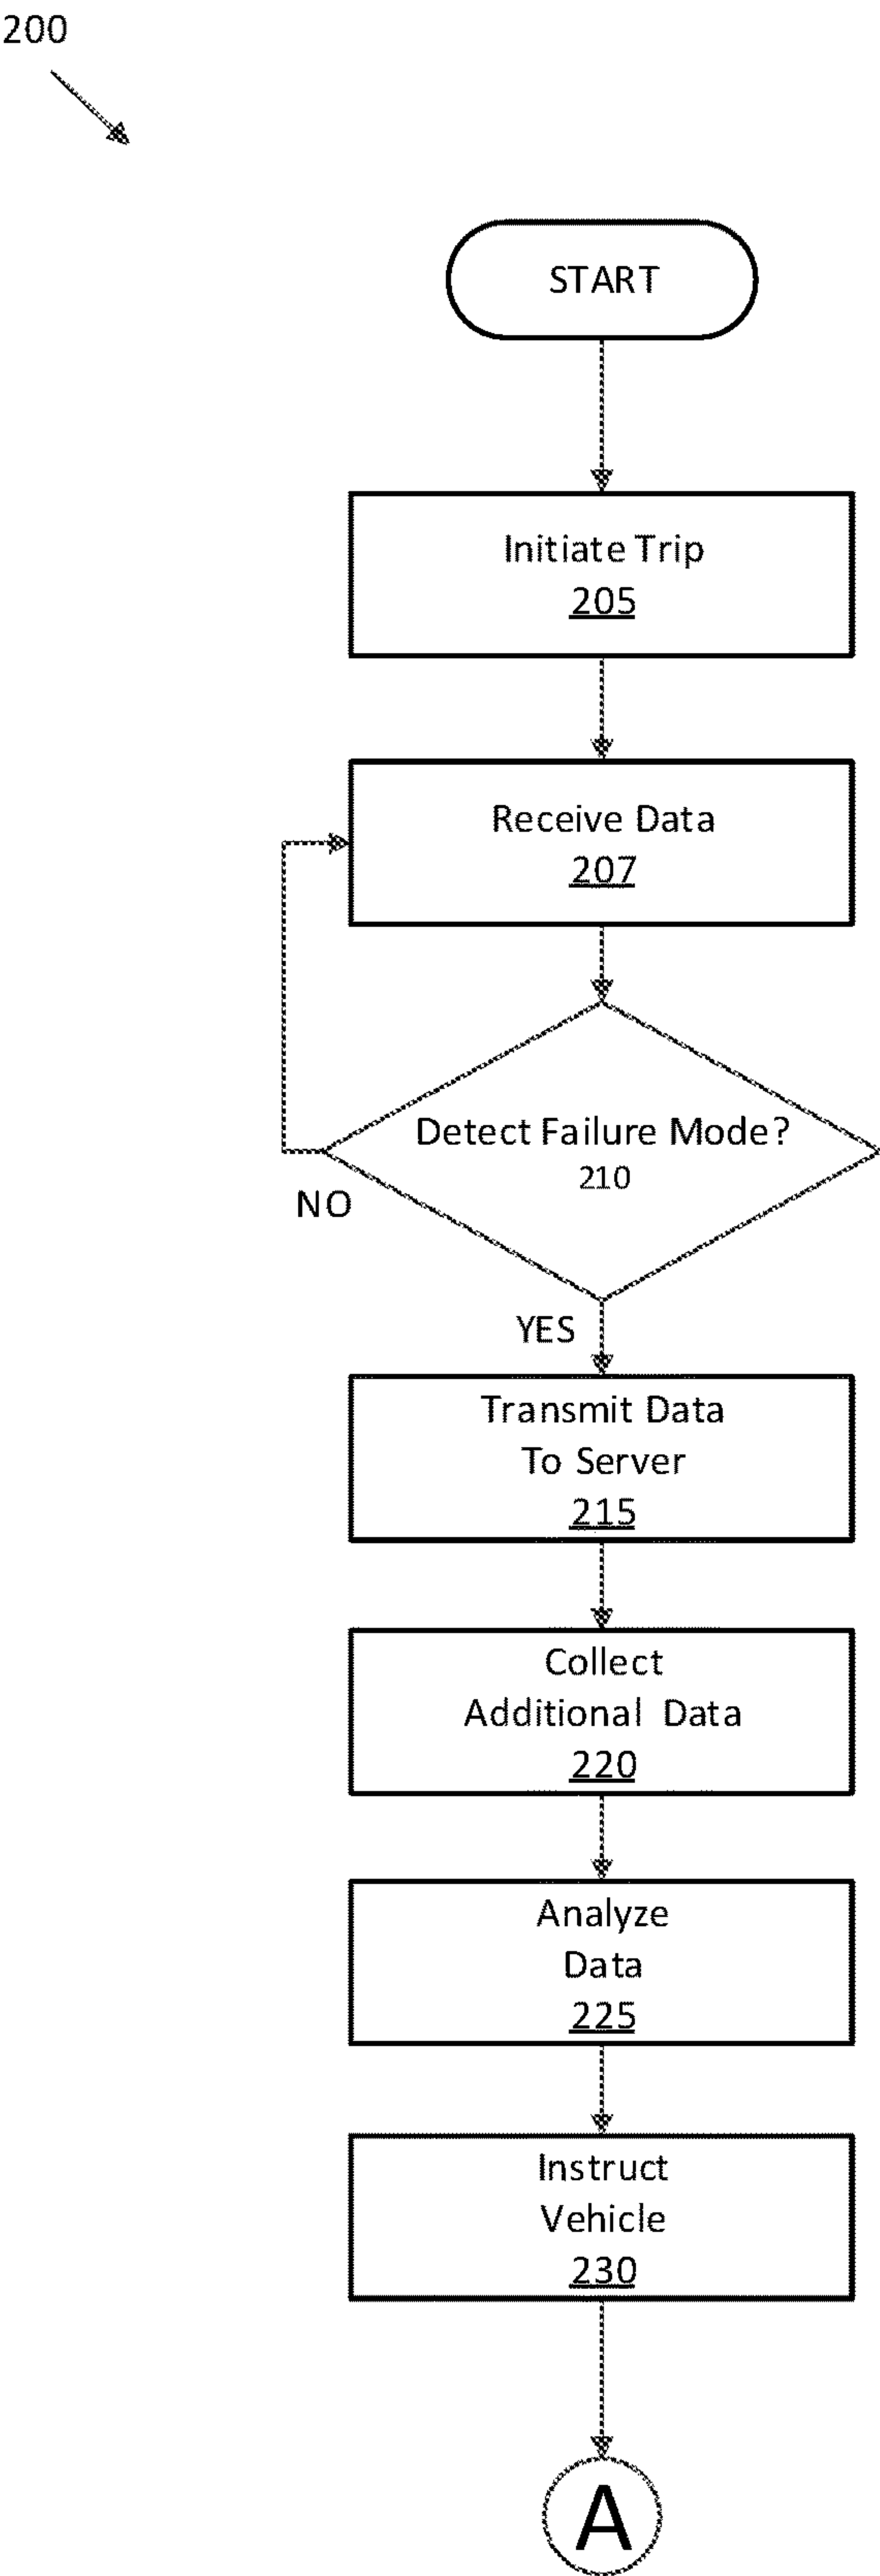 200
START
Initiate Trip
205
Receive Data
207
Detect Failure Mode?
210
NO
YES
Transmit Data
To Server
215
Collect
Additional Data
220
Analyze
Data
225
Instruct
Vehicle
230
A